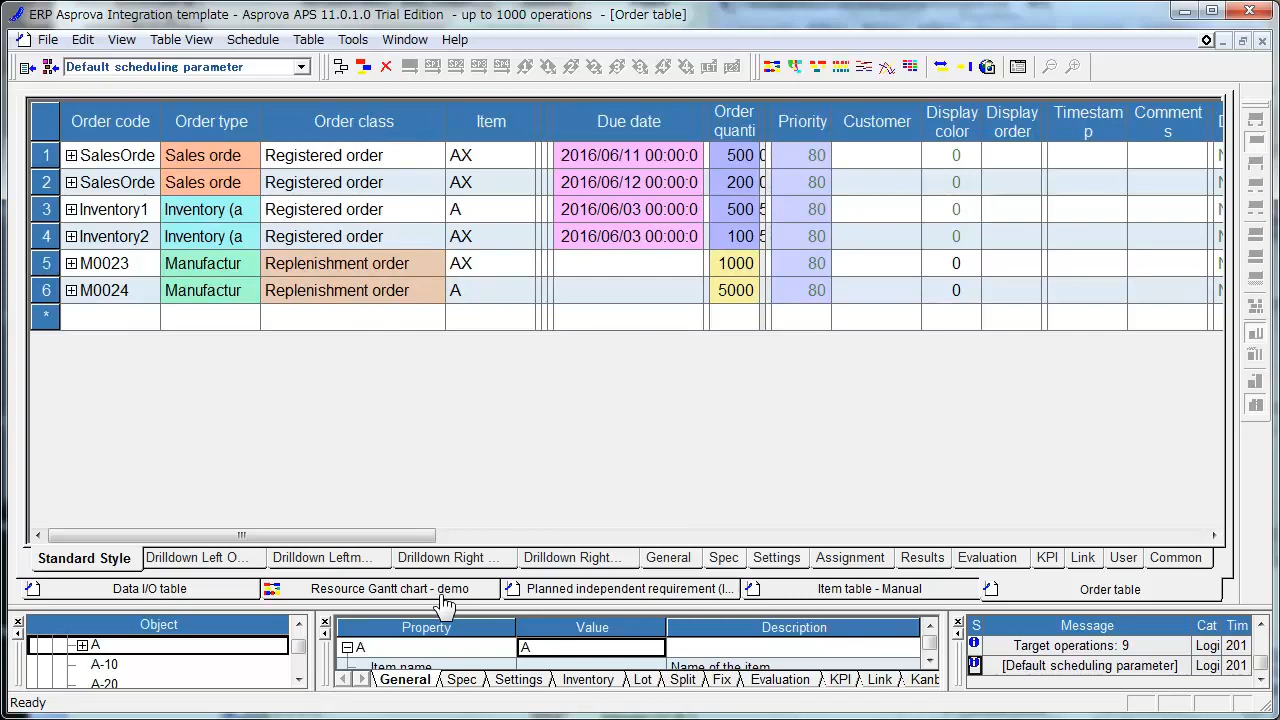 ERP Asprova Integration template - Asprova APS 11.0.1.0 Trial Edition - up to 1000 operations - [Order table]
File Edit View Table View Schedule Table Tools Window Help
Default scheduling parameter
Order code Order type Order class Item Due date Order quanti Priority Customer Display color Display order Timestamp Comments
1 SalesOrde Sales orde Registered order AX 2016/06/11 00:00:0 500 80 0
2 SalesOrde Sales orde Registered order AX 2016/06/12 00:00:0 200 80 0
3 Inventory1 Inventory (a Registered order A 2016/06/03 00:00:0 500 80 0
4 Inventory2 Inventory (a Registered order AX 2016/06/03 00:00:0 100 80 0
5 M0023 Manufactur Replenishment order AX 1000 80 0
6 M0024 Manufactur Replenishment order A 5000 80 0
*
Standard Style Drilldown Left O... Drilldown Leftm... Drilldown Right ... Drilldown Right... General Spec Settings Assignment Results Evaluation KPI Link User Common
Data I/O table Resource Gantt chart - demo Planned independent requirement (I... Item table - Manual Order table
Object Property Value Description Message Cat Tim
A A A Target operations: 9 Logi 201
A-10 Item name Name of the item [Default scheduling parameter] Logi 201
A-20 General Spec Settings Inventory Lot Split Fix Evaluation KPI Link Kanb
Ready